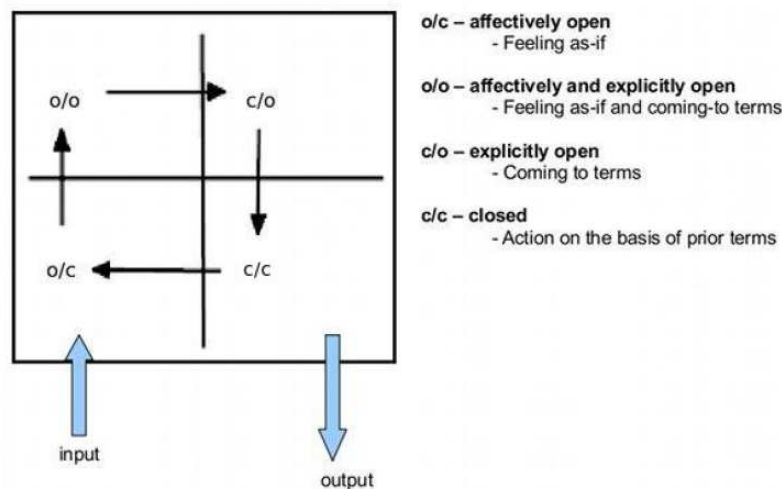 o/o
c/o
o/c
c/c
input
output
o/c – affectively open
- Feeling as-if
o/o – affectively and explicitly open
- Feeling as-if and coming-to terms
c/o – explicitly open
- Coming to terms
c/c – closed
- Action on the basis of prior terms